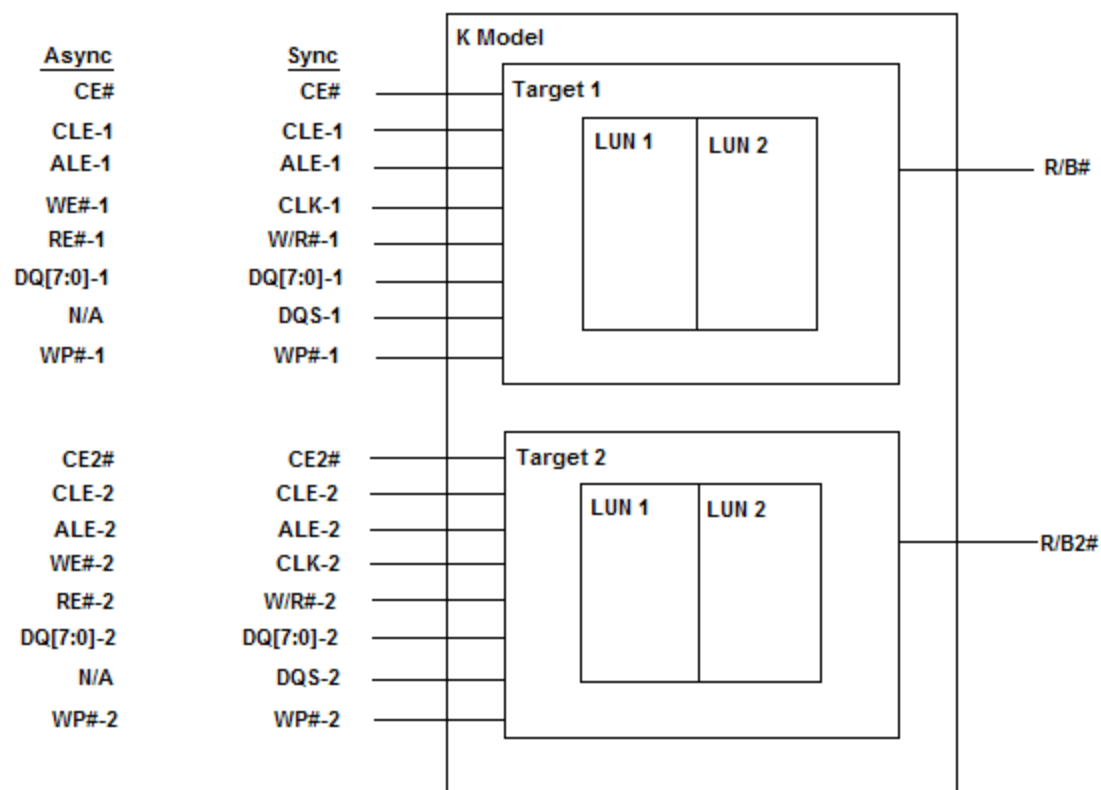 K Model
Async Sync
CE# CE# Target 1
CLE-1 CLE-1 LUN 1 LUN 2
ALE-1 ALE-1 R/B#
WE#-1 CLK-1
RE#-1 W/R#-1
DQ[7:0]-1 DQ[7:0]-1
N/A DQS-1
WP#-1 WP#-1
CE2# CE2# Target 2
CLE-2 CLE-2 LUN 1 LUN 2
ALE-2 ALE-2 R/B2#
WE#-2 CLK-2
RE#-2 W/R#-2
DQ[7:0]-2 DQ[7:0]-2
N/A DQS-2
WP#-2 WP#-2